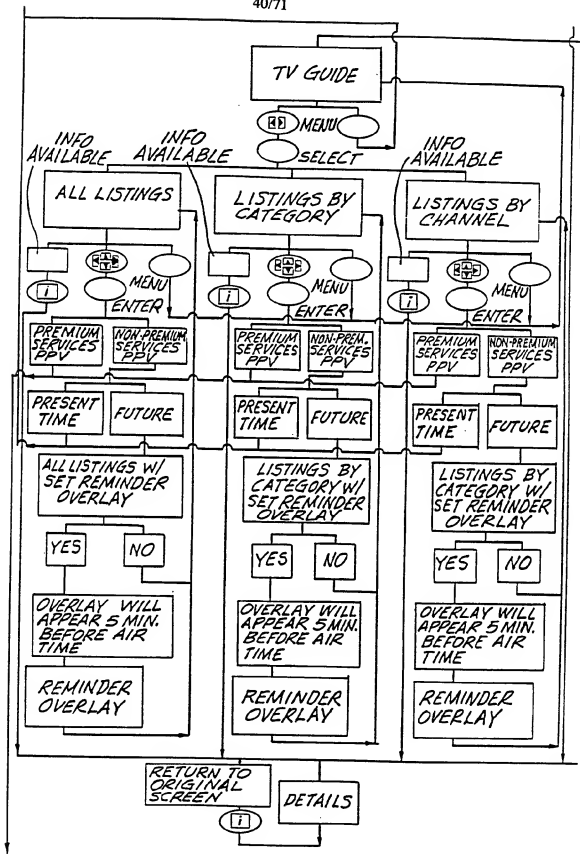 40/71
TV GUIDE
MENU
SELECT
INFO
AVAILABLE
INFO
AVAILABLE
INFO
AVAILABLE
ALL LISTINGS
LISTINGS BY
CATEGORY
LISTINGS BY
CHANNEL
i
MENU
ENTER
i
MENU
ENTER
i
MENU
ENTER
PREMIUM
SERVICES
PPV
NON-PREMIUM
SERVICES
PPV
PREMIUM
SERVICES
PPV
NON-PREM.
SERVICES
PPV
PREMIUM
SERVICES
PPV
NON-PREMIUM
SERVICES
PPV
PRESENT
TIME
FUTURE
PRESENT
TIME
FUTURE
PRESENT
TIME
FUTURE
ALL LISTINGS W/
SET REMINDER
OVERLAY
LISTINGS BY
CATEGORY W/
SET REMINDER
OVERLAY
LISTINGS BY
CATEGORY W/
SET REMINDER
OVERLAY
YES
NO
YES
NO
YES
NO
OVERLAY WILL
APPEAR 5 MIN.
BEFORE AIR
TIME
OVERLAY WILL
APPEAR 5 MIN.
BEFORE AIR
TIME
OVERLAY WILL
APPEAR 5 MIN.
BEFORE AIR
TIME
REMINDER
OVERLAY
REMINDER
OVERLAY
REMINDER
OVERLAY
RETURN TO
ORIGINAL
SCREEN
i
DETAILS